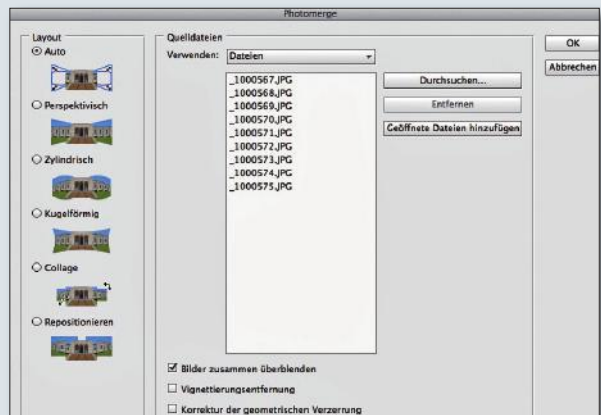 Photomerge
Layout
Auto
Perspektivisch
Zylindrisch
Kugelförmig
Collage
Repositionieren
Quelldateien
Verwenden: Dateien
_1000567.JPG
_1000568.JPG
_1000569.JPG
_1000570.JPG
_1000571.JPG
_1000572.JPG
_1000573.JPG
_1000574.JPG
_1000575.JPG
Durchsuchen...
Entfernen
Geöffnete Dateien hinzufügen
Bilder zusammen überblenden
Vignettierungsentfernung
Korrektur der geometrischen Verzerrung
OK
Abbrechen